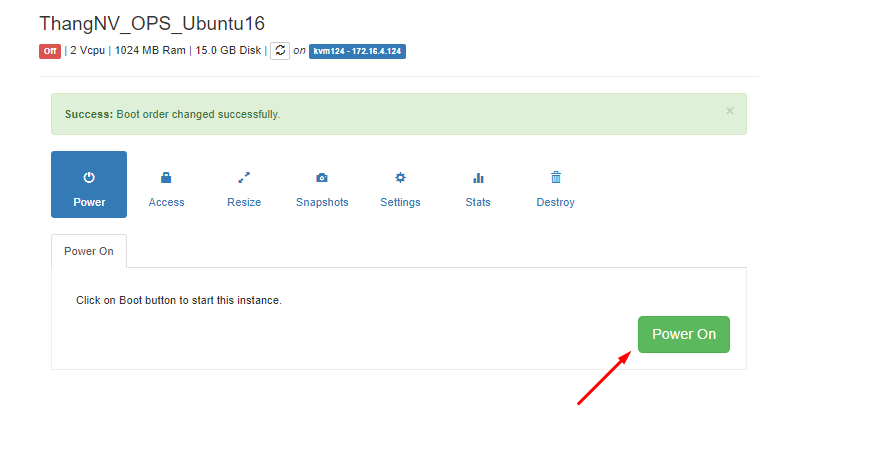 ThangNV_OPS_Ubuntu16
Off | 2 Vcpu | 1024 MB Ram | 15.0 GB Disk | on kvm124 - 172.16.4.124
Success: Boot order changed successfully. ×
Power Access Resize Snapshots Settings Stats Destroy
Power On
Click on Boot button to start this instance.
Power On